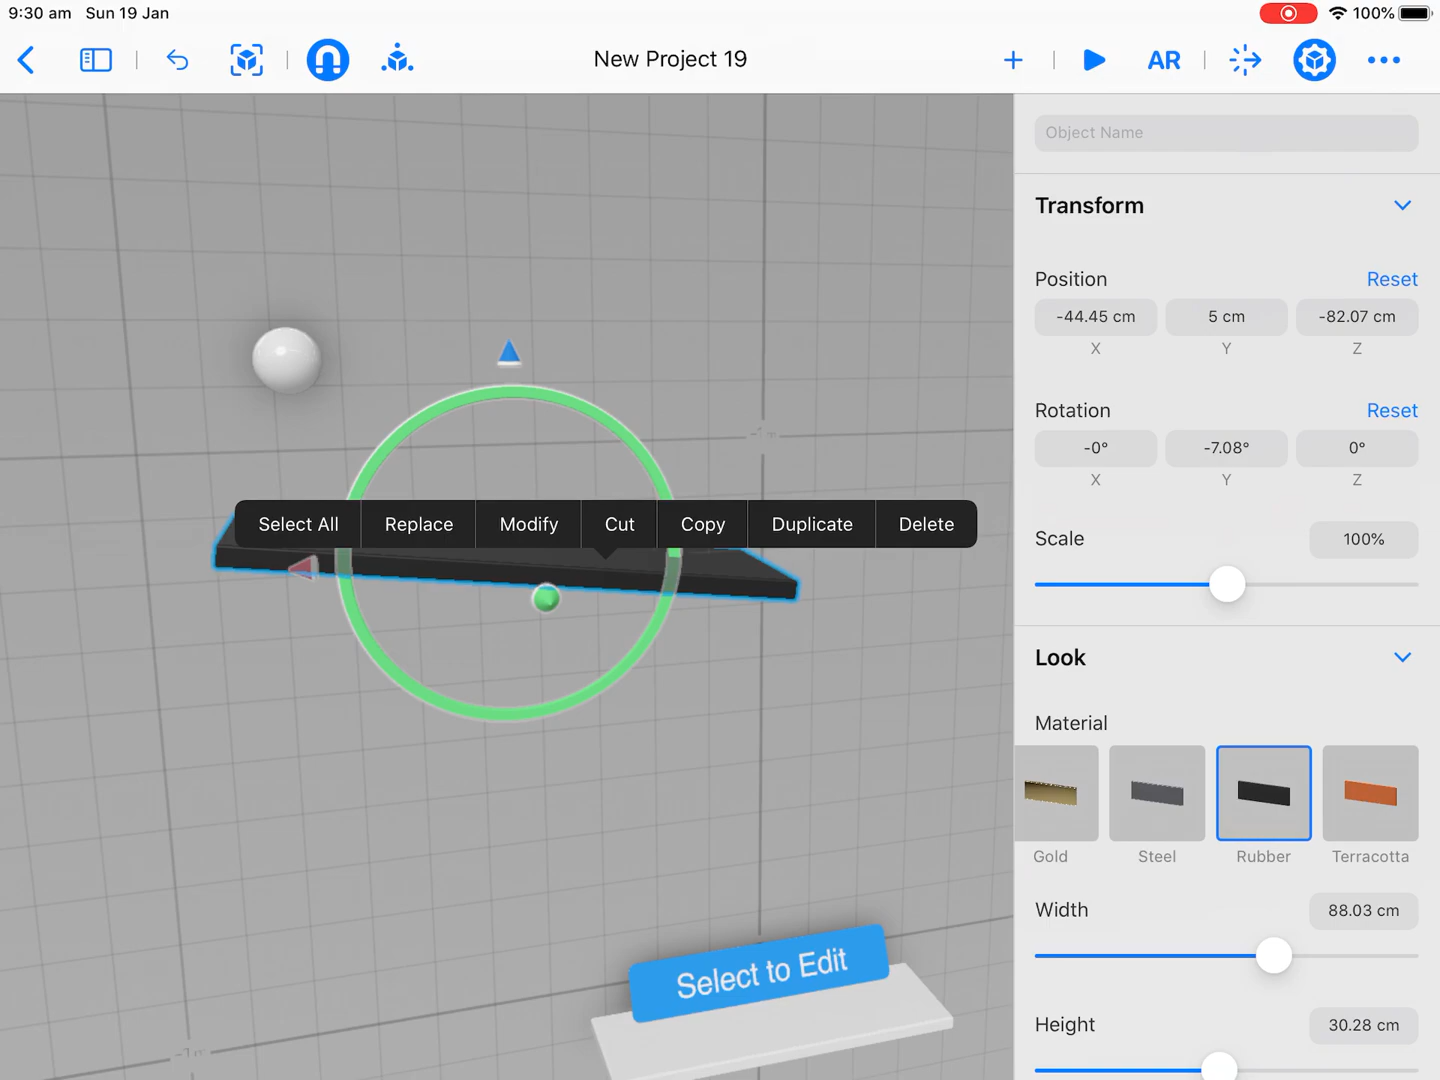 9:30 am Sun 19 Jan 100%
AR
New Project 19
Object Name
Transform
Position Reset
-44.45 cm 5 cm -82.07 cm
X Y Z
Rotation Reset
-0° -7.08° 0°
X Y Z
Scale 100%
Select All Replace Modify Cut Copy Duplicate Delete
Look
Material
Gold Steel Rubber Terracotta
Width 88.03 cm
Select to Edit
Height 30.28 cm